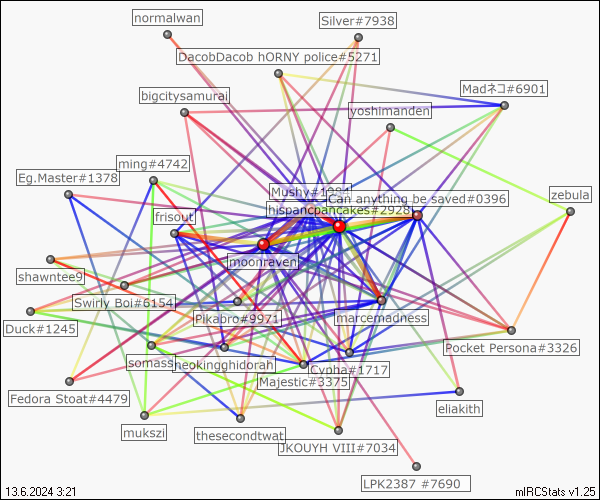 normalwan
Silver#7938
DacobDacob hORNY police#5271
Madネコ#6901
bigcitysamurai
yoshimanden
ming#4742
Eg.Master#1378
Mushy#1984
Can anything be saved#0396
zebula
hispancpancakes#2928
frisout
moonraven
Shawntee9
Swirly Boi#6154
Pikabro#9971
marcemadness
Duck#1245
Pocket Persona#3326
somass
neokingghidorah
Cypha#1717
Majestic#3375
Fedora Stoat#4479
eliakith
mukszi
thesecondtwat
JKOUYH VIII#7034
LPK2387 #7690
13.6.2024 3:21
mIRCStats v1.25